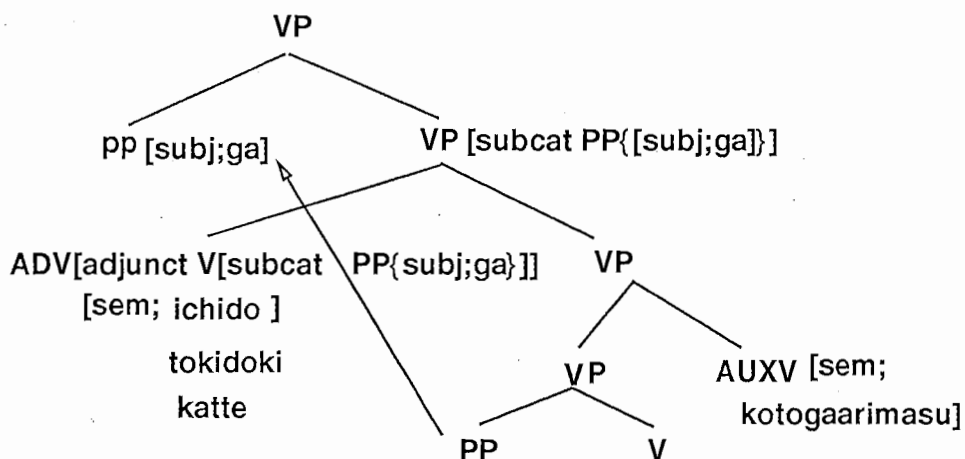 VP
pp [subj;ga]
VP [subcat PP{[subj;ga]}]
ADV[adjunct V[subcat PP{subj;ga}]]
VP
[sem; ichido ]
tokidoki
VP
AUXV [sem;
katte
kotogaarimasu]
PP
V